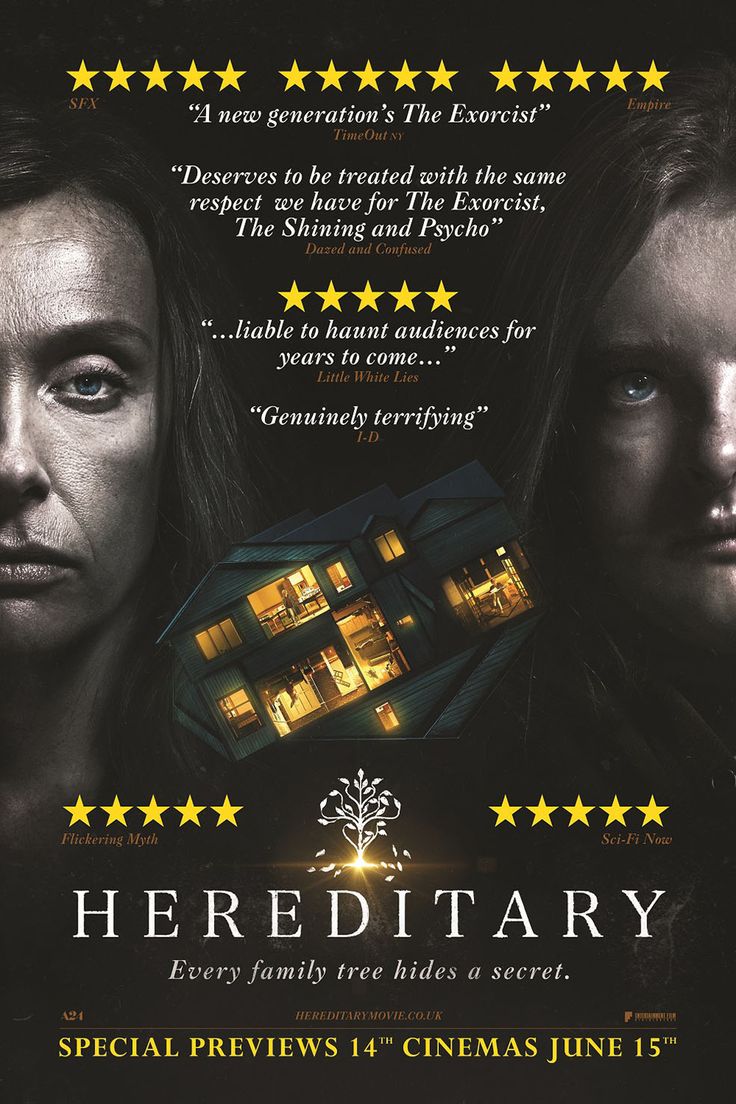 ★★★★★ ★★★★★ ★★★★★
SFX
Empire
“A new generation’s The Exorcist”
TimeOut NY
“Deserves to be treated with the same
respect we have for The Exorcist,
The Shining and Psycho”
Dazed and Confused
★★★★★
“...liable to haunt audiences for
years to come...”
Little White Lies
“Genuinely terrifying”
I-D
★★★★★ ★★★★★
Flickering Myth
Sci-Fi Now
HEREDITARY
Every family tree hides a secret.
A24
HEREDITARYMOVIE.CO.UK
ENTERTAINMENT FILM
SPECIAL PREVIEWS 14TH CINEMAS JUNE 15TH